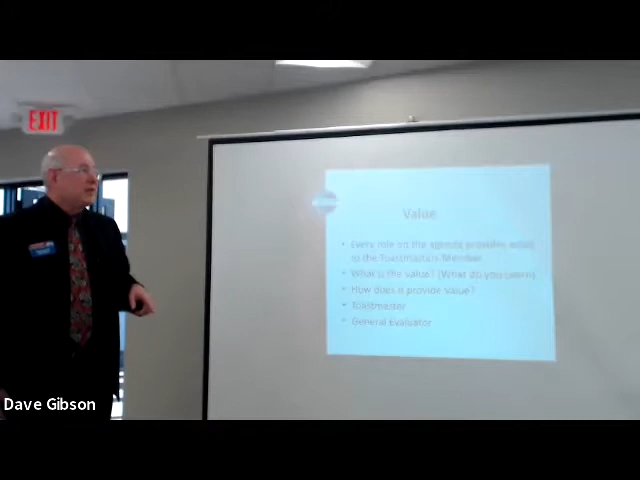 EXIT
Value
• Every role on the agenda provides value
to the Toastmasters Member
• What is the value? (What do you learn)
• How does it provide value?
• Toastmaster
• General Evaluator
Dave Gibson